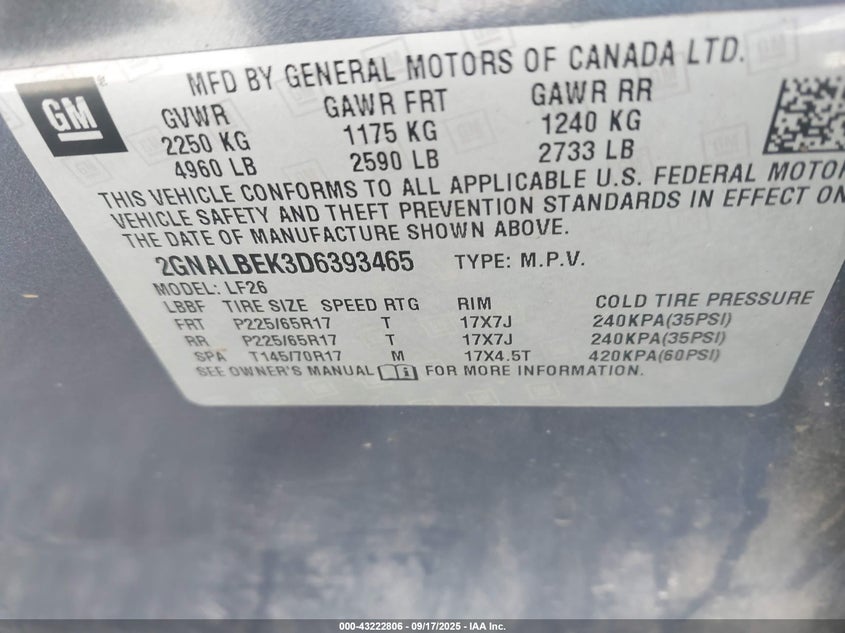 MFD BY GENERAL MOTORS OF CANADA LTD.
GM
GVWR GAWR FRT GAWR RR
2250 KG 1175 KG 1240 KG
4960 LB 2590 LB 2733 LB
THIS VEHICLE CONFORMS TO ALL APPLICABLE U.S. FEDERAL MOTOR
VEHICLE SAFETY AND THEFT PREVENTION STANDARDS IN EFFECT ON
THE DATE OF MANUFACTURE SHOWN ABOVE.
2GNALBEK3D6393465 TYPE: M.P.V.
MODEL: LF26
LBBF TIRE SIZE SPEED RTG RIM COLD TIRE PRESSURE
FRT P225/65R17 T 17X7J 240KPA(35PSI)
RR P225/65R17 T 17X7J 240KPA(35PSI)
SPA T145/70R17 M 17X4.5T 420KPA(60PSI)
SEE OWNER'S MANUAL FOR MORE INFORMATION.
000-43222806 - 09/17/2025 - IAA Inc.